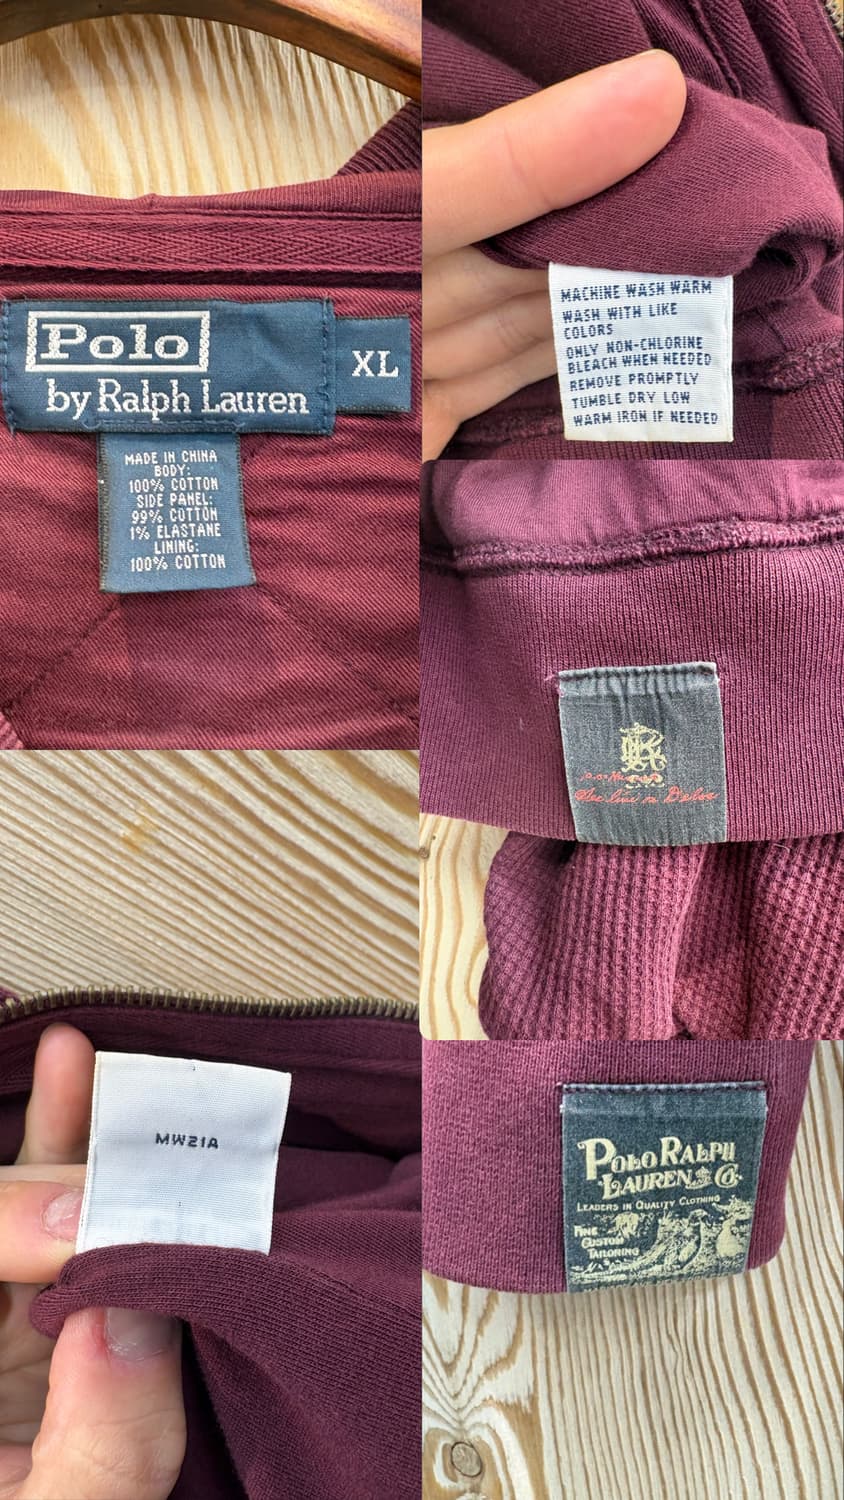 Polo
by Ralph Lauren
XL
MADE IN CHINA
BODY:
100% COTTON
SIDE PANEL:
99% COTTON
1% ELASTANE
LINING:
100% COTTON
MACHINE WASH WARM
WASH WITH LIKE
COLORS
ONLY NON-CHLORINE
BLEACH WHEN NEEDED
REMOVE PROMPTLY
TUMBLE DRY LOW
WARM IRON IF NEEDED
MW21A
POLO RALPH
LAUREN & Co.
LEADERS IN QUALITY CLOTHING
FINE
CUSTOM
TAILORING